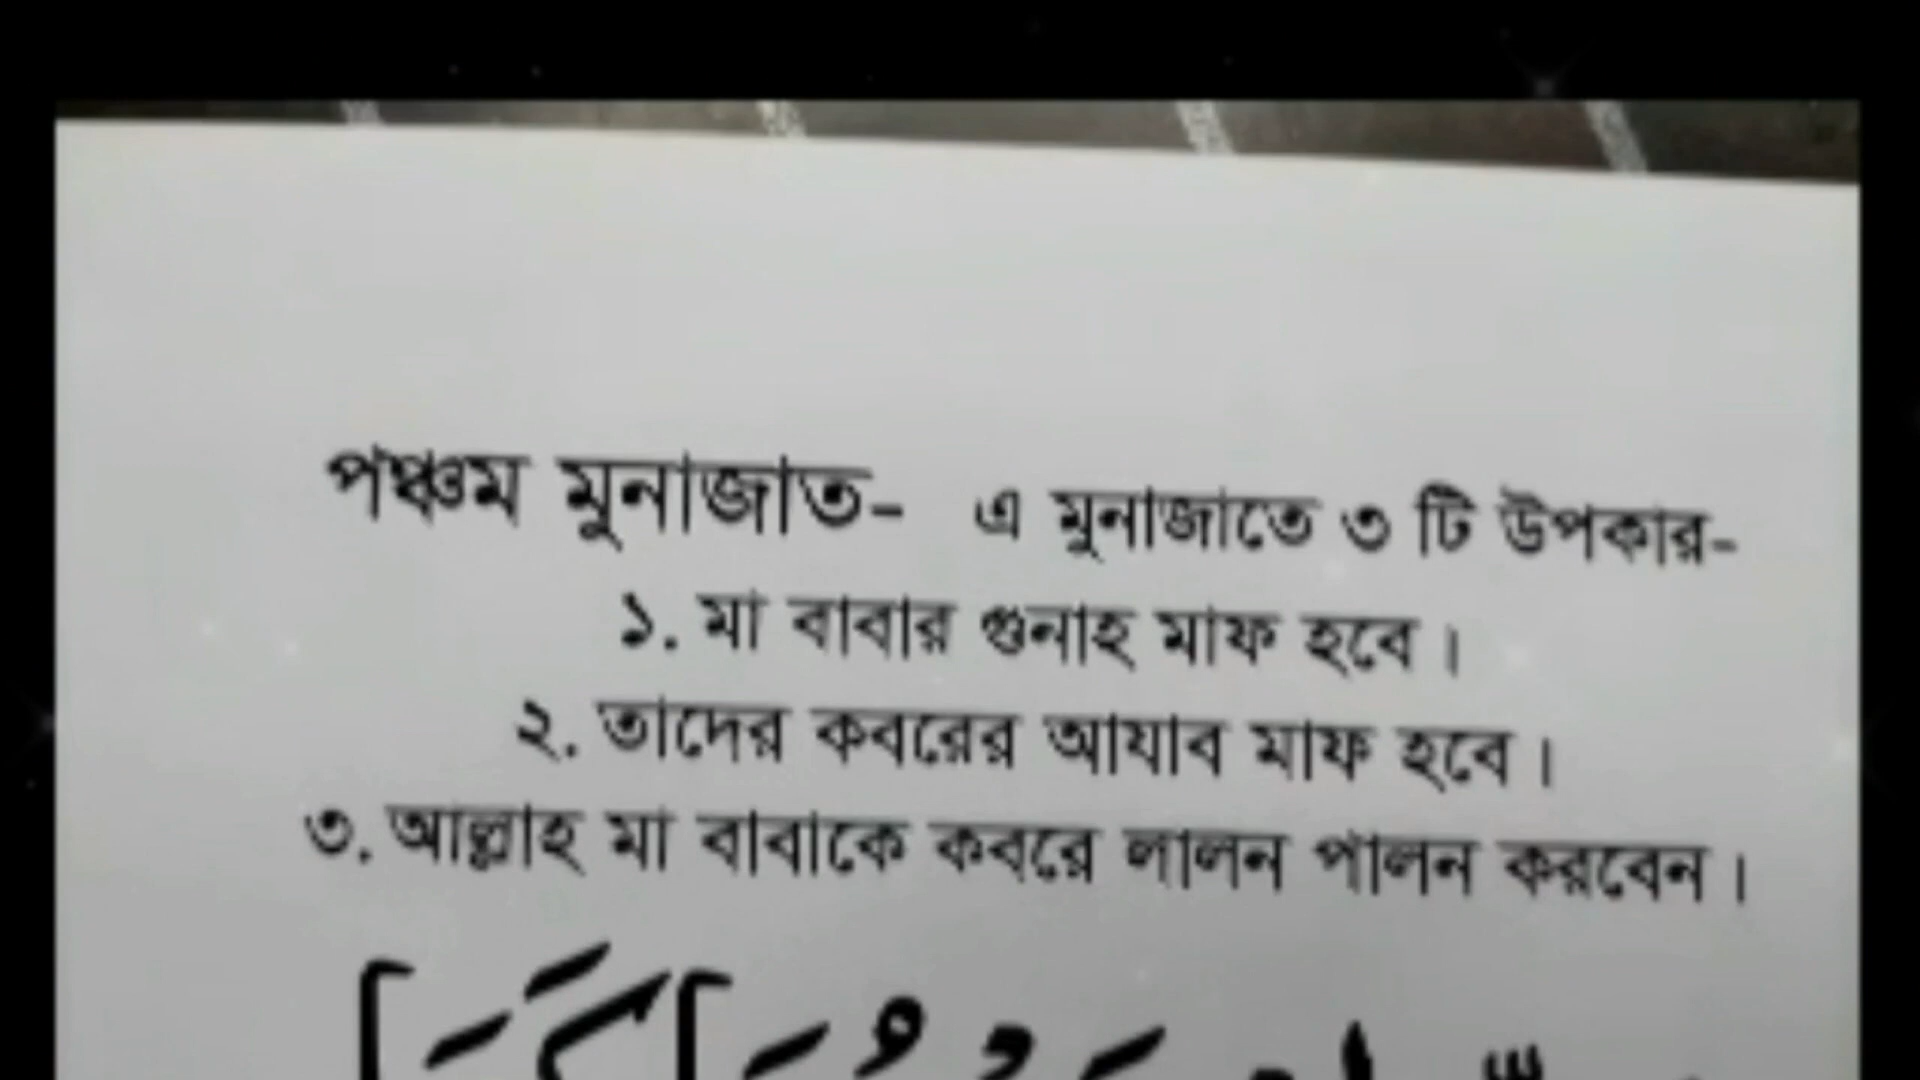 পঞ্চম মুনাজাত- এ মুনাজাতে ৩ টি উপকার-
১. মা বাবার গুনাহ মাফ হবে।
২. তাদের কবরের আযাব মাফ হবে।
৩. আল্লাহ মা বাবাকে কবরে লালন পালন করবেন।